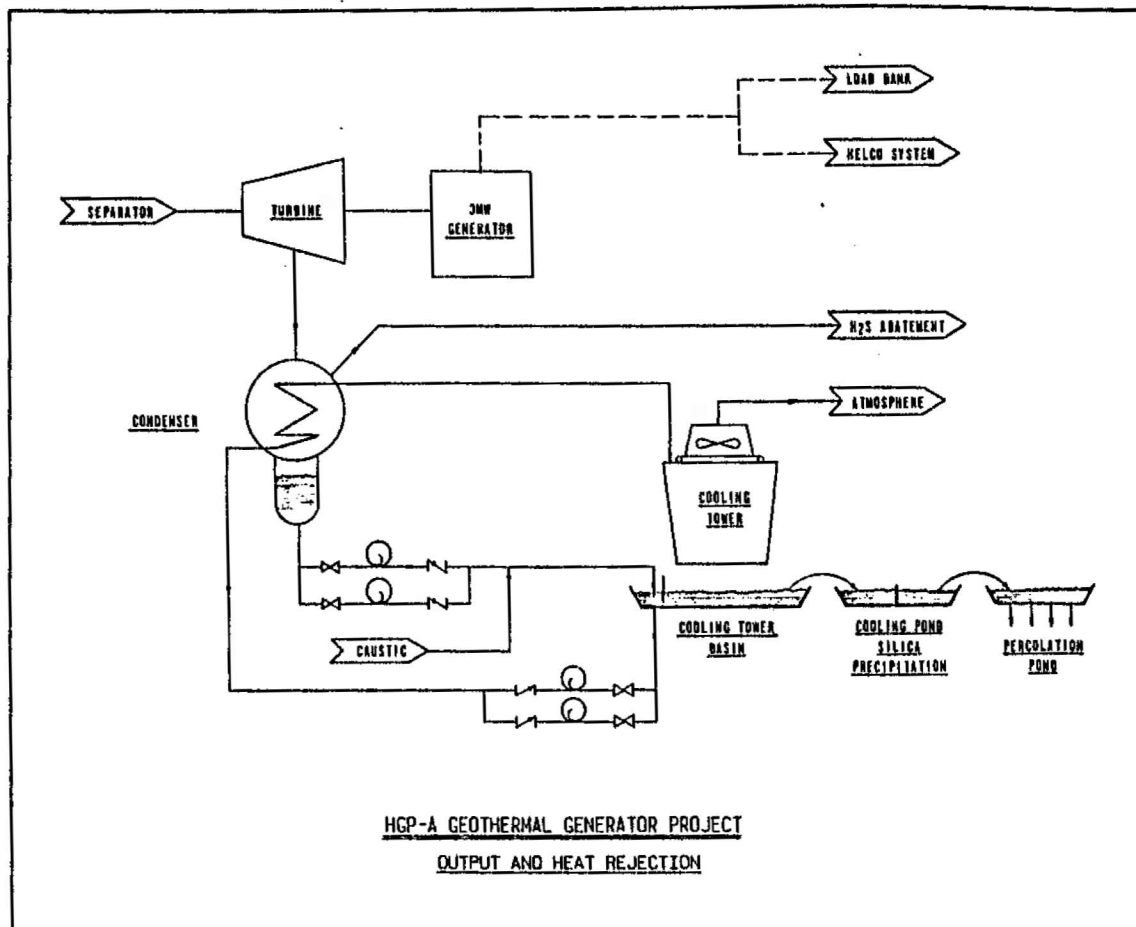 LOAD BANK
HELCO SYSTEM
SEPARATOR
TURBINE
3MW
GENERATOR
H2S ABATEMENT
CONDENSER
ATMOSPHERE
COOLING
TOWER
COOLING TOWER
BASIN
COOLING POND
SILICA
PRECIPITATION
PERCOLATION
POND
CAUSTIC
HGP-A GEOTHERMAL GENERATOR PROJECT
OUTPUT AND HEAT REJECTION